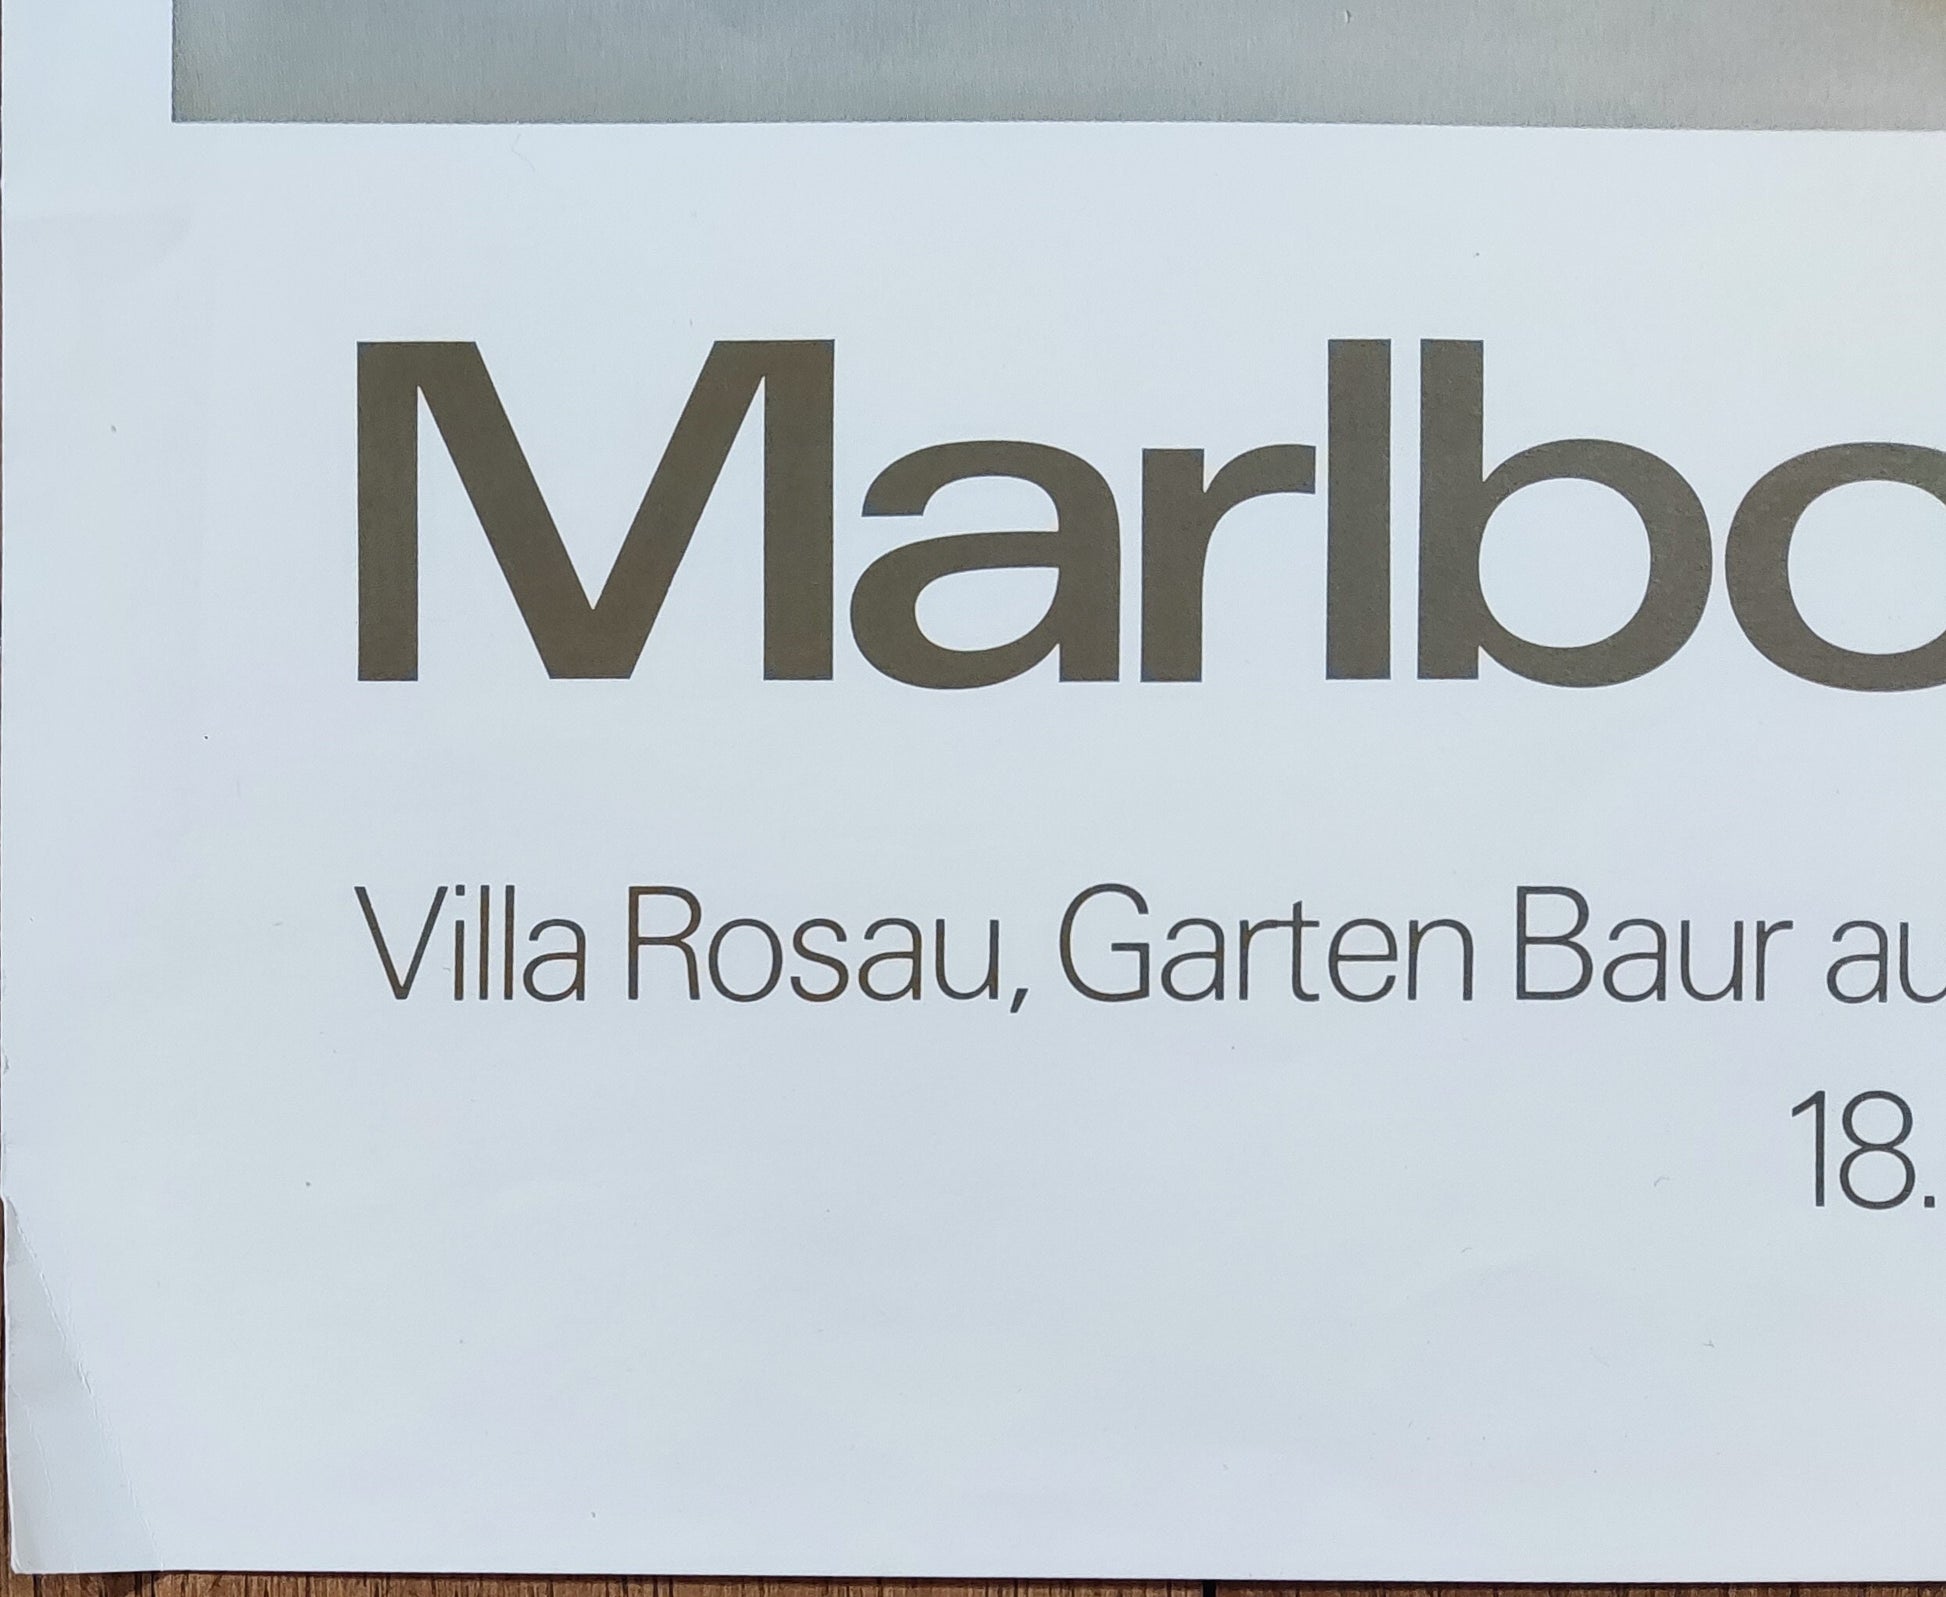 Marlbo
Villa Rosau, Garten Baur au
18.